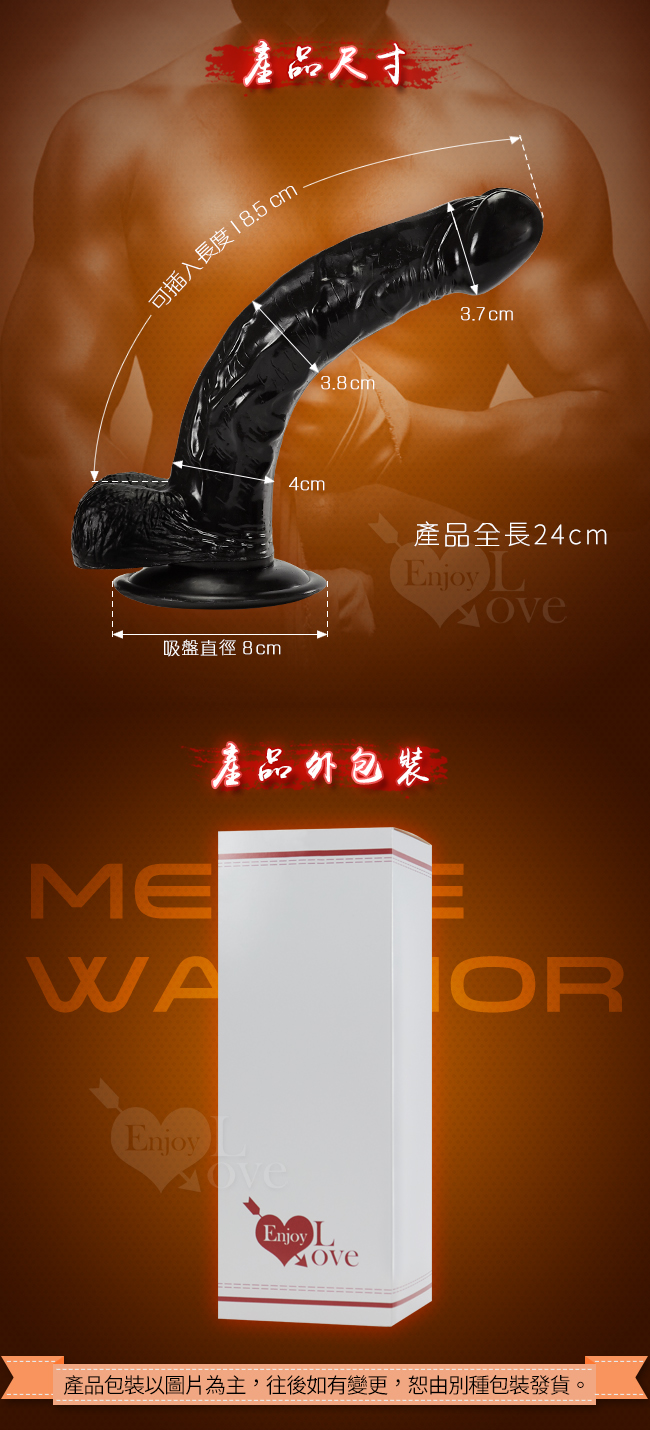 產品尺寸
可插入長度18.5cm
3.7cm
3.8cm
4cm
產品全長24cm
Enjoy Love
吸盤直徑 8cm
產品外包裝
ME E
WA IOR
Enjoy Love
Enjoy Love
產品包裝以圖片為主，往後如有變更，恕由別種包裝發貨。